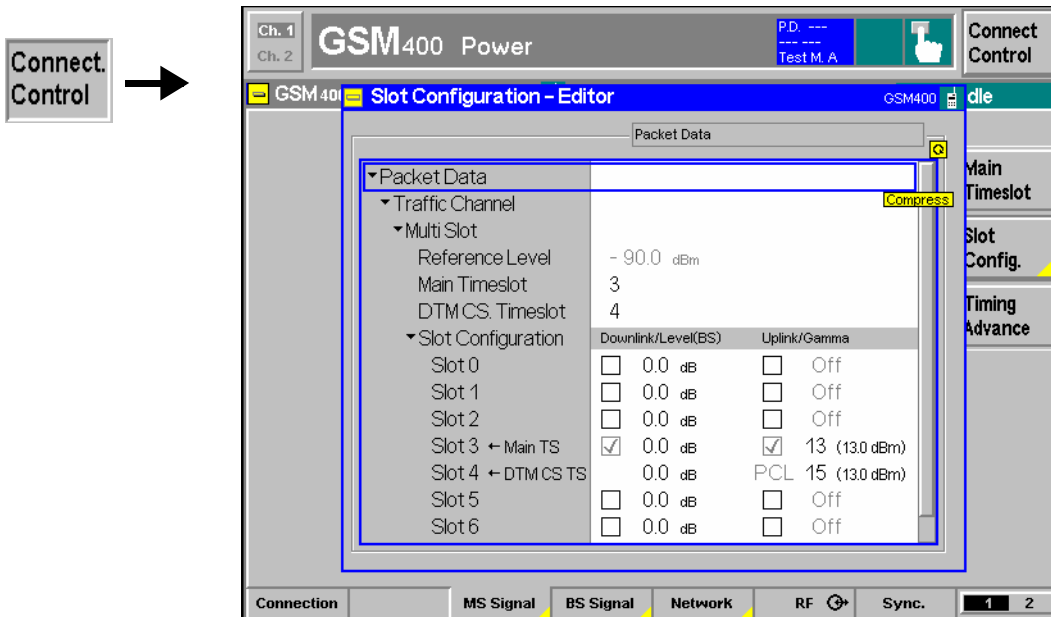 Connect.
Control
Ch. 1
Ch. 2
GSM400 Power
P.D. ---
--- ---
Test M. A
Connect
Control
GSM 40
Slot Configuration – Editor
GSM400
dle
Packet Data
Packet Data
Compress
Traffic Channel
Multi Slot
Reference Level - 90.0 dBm
Main Timeslot 3
DTM CS. Timeslot 4
Slot Configuration Downlink/Level(BS) Uplink/Gamma
Slot 0 0.0 dB Off
Slot 1 0.0 dB Off
Slot 2 0.0 dB Off
Slot 3 ← Main TS 0.0 dB 13 (13.0 dBm)
Slot 4 ← DTM CS TS 0.0 dB PCL 15 (13.0 dBm)
Slot 5 0.0 dB Off
Slot 6 0.0 dB Off
Main
Timeslot
Slot
Config.
Timing
Advance
Connection
MS Signal
BS Signal
Network
RF
Sync.
1 2